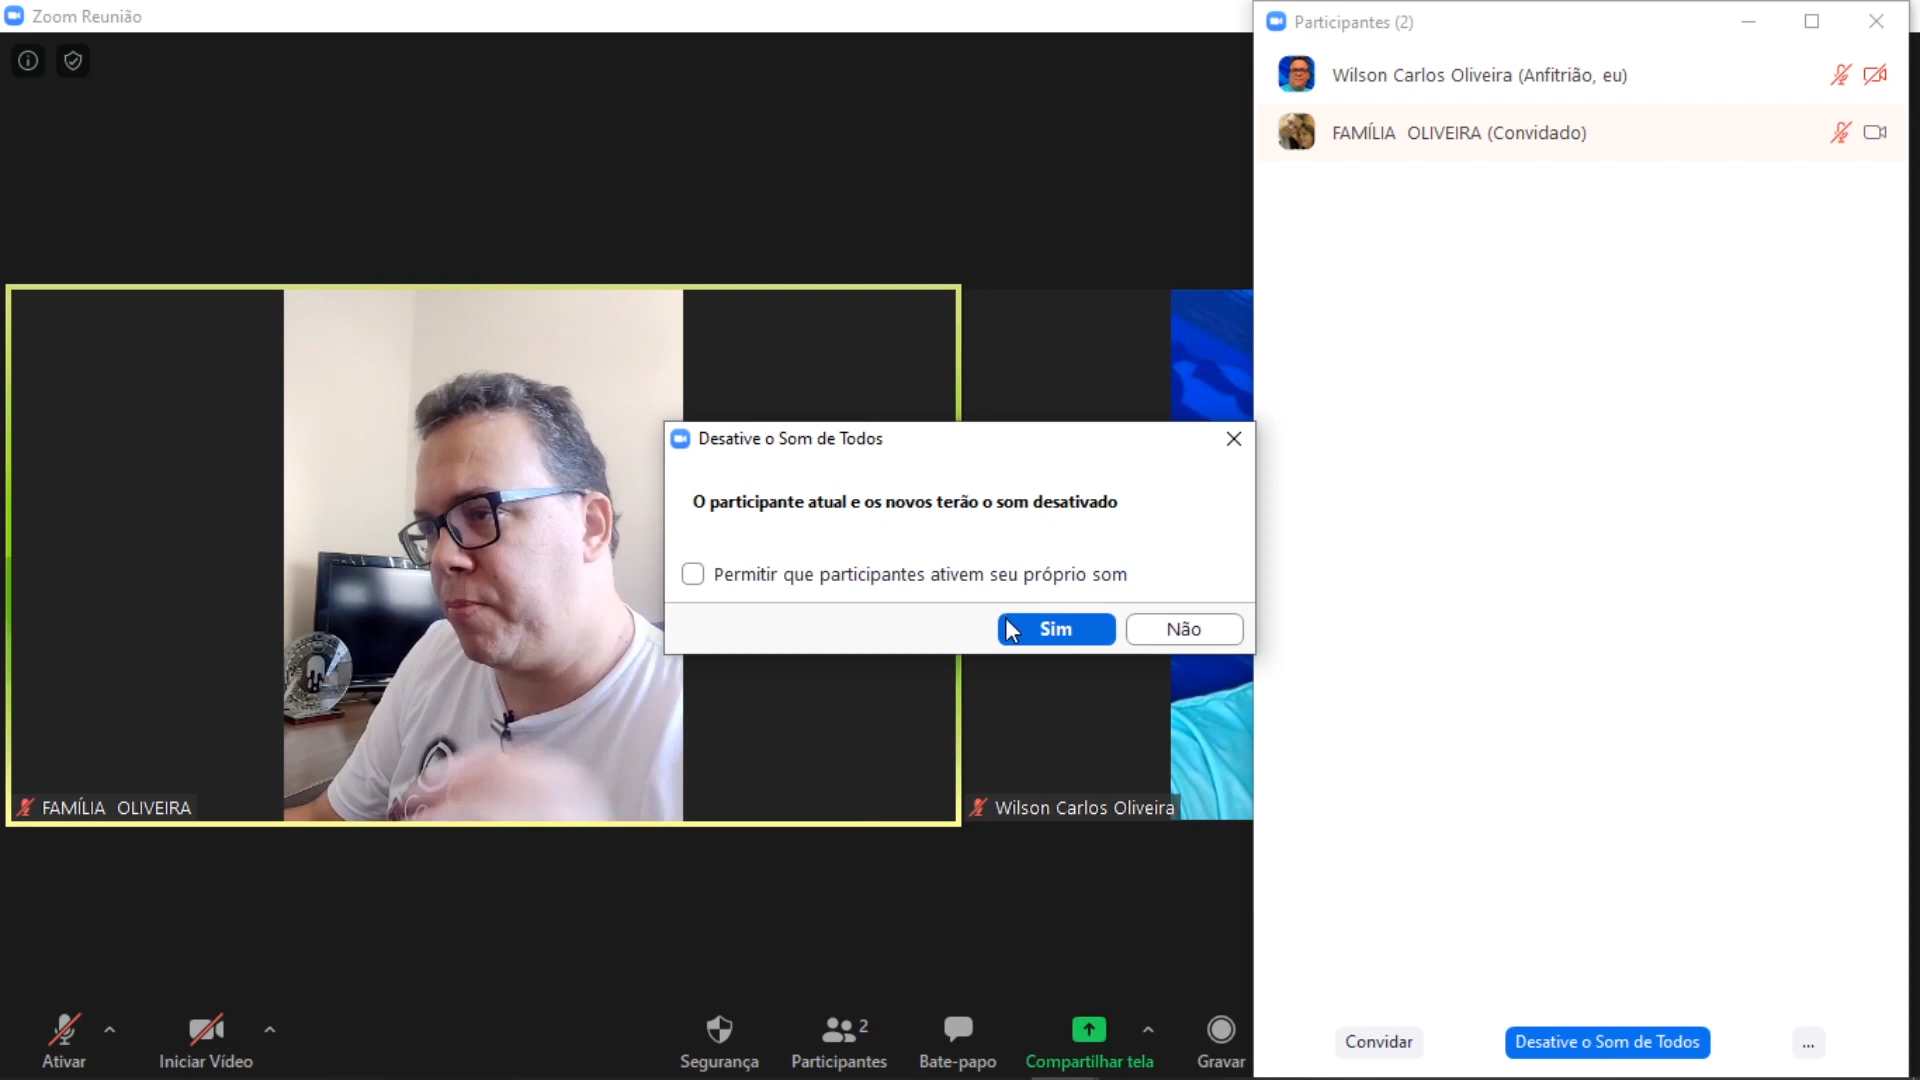 Zoom Reunião
Participantes (2)
Wilson Carlos Oliveira (Anfitrião, eu)
FAMÍLIA OLIVEIRA (Convidado)
Desative o Som de Todos
O participante atual e os novos terão o som desativado
Permitir que participantes ativem seu próprio som
Sim
Não
FAMÍLIA OLIVEIRA
Wilson Carlos Oliveira
Ativar
Iniciar Vídeo
Segurança
2
Participantes
Bate-papo
Compartilhar tela
Gravar
Convidar
Desative o Som de Todos
...